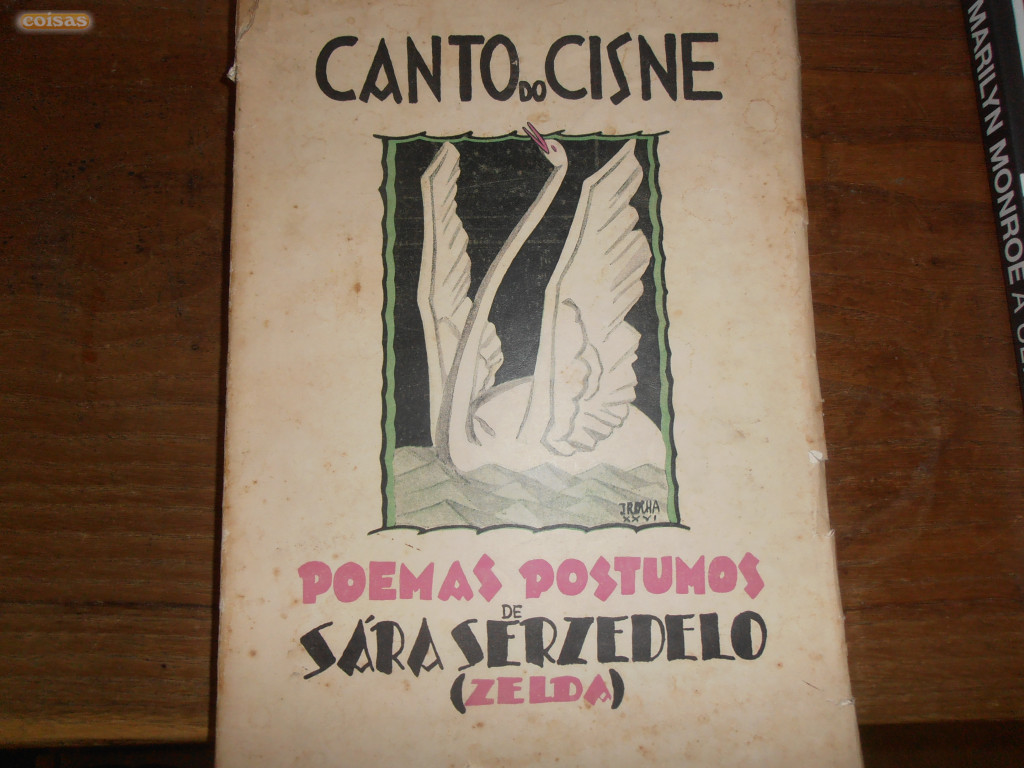 coisas
CANTO DO CISNE
J. ROCHA
XXVI
POEMAS POSTUMOS
DE
SÁRA SERZEDELO
(ZELDA)
MARILYN MONROE A